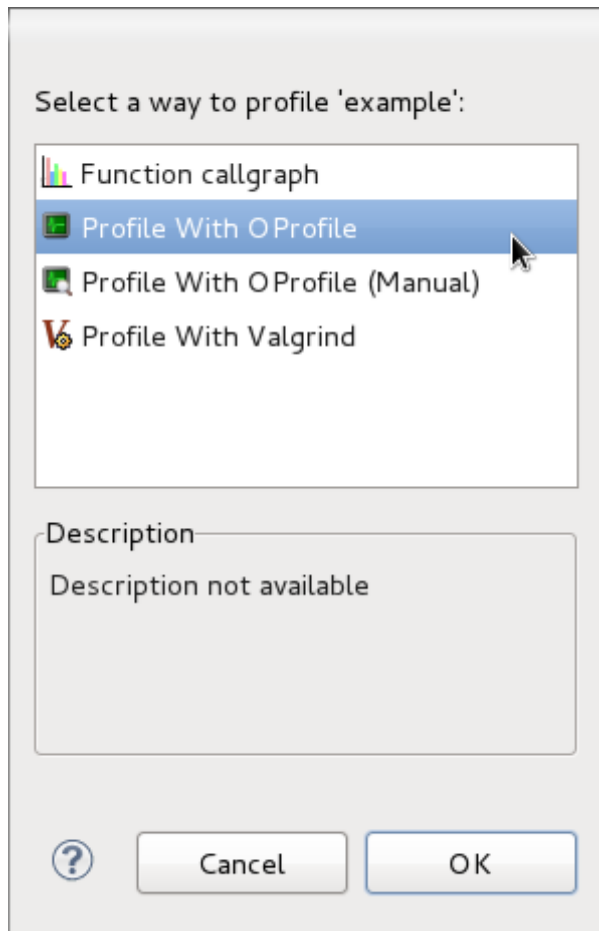 Select a way to profile 'example':
Function callgraph
Profile With OProfile
Profile With OProfile (Manual)
Profile With Valgrind
Description
Description not available
?
Cancel
OK